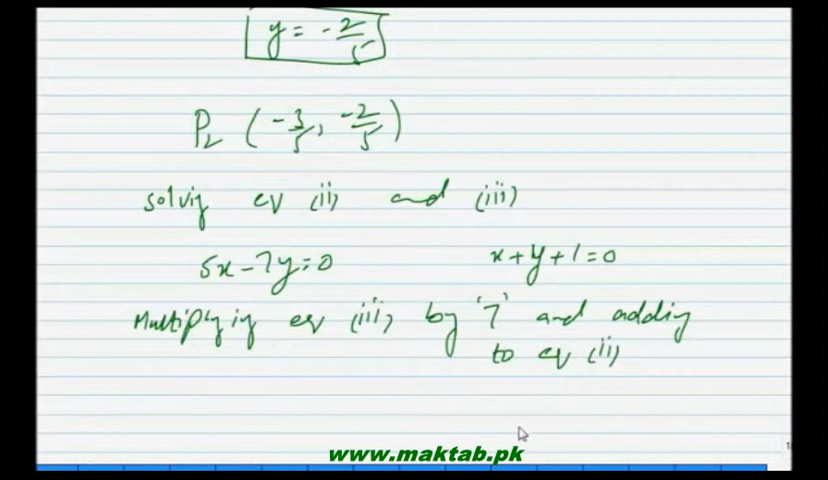 y = -2/5
P2 (-3/5, -2/5)
solving eq (ii) and (iii)
5x-7y=0 x+y+1=0
Multiplying eq (iii) by '7' and adding
to eq (ii)
www.maktab.pk